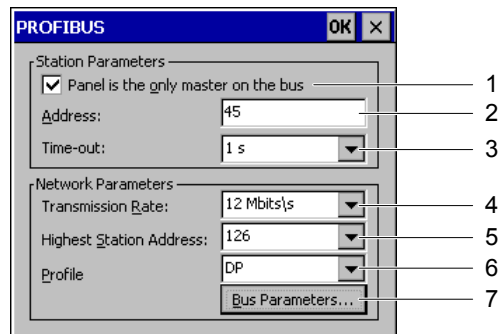 PROFIBUS OK ×
Station Parameters
Panel is the only master on the bus 1
Address: 45 2
Time-out: 1 s 3
Network Parameters
Transmission Rate: 12 Mbits\s 4
Highest Station Address: 126 5
Profile DP 6
Bus Parameters... 7